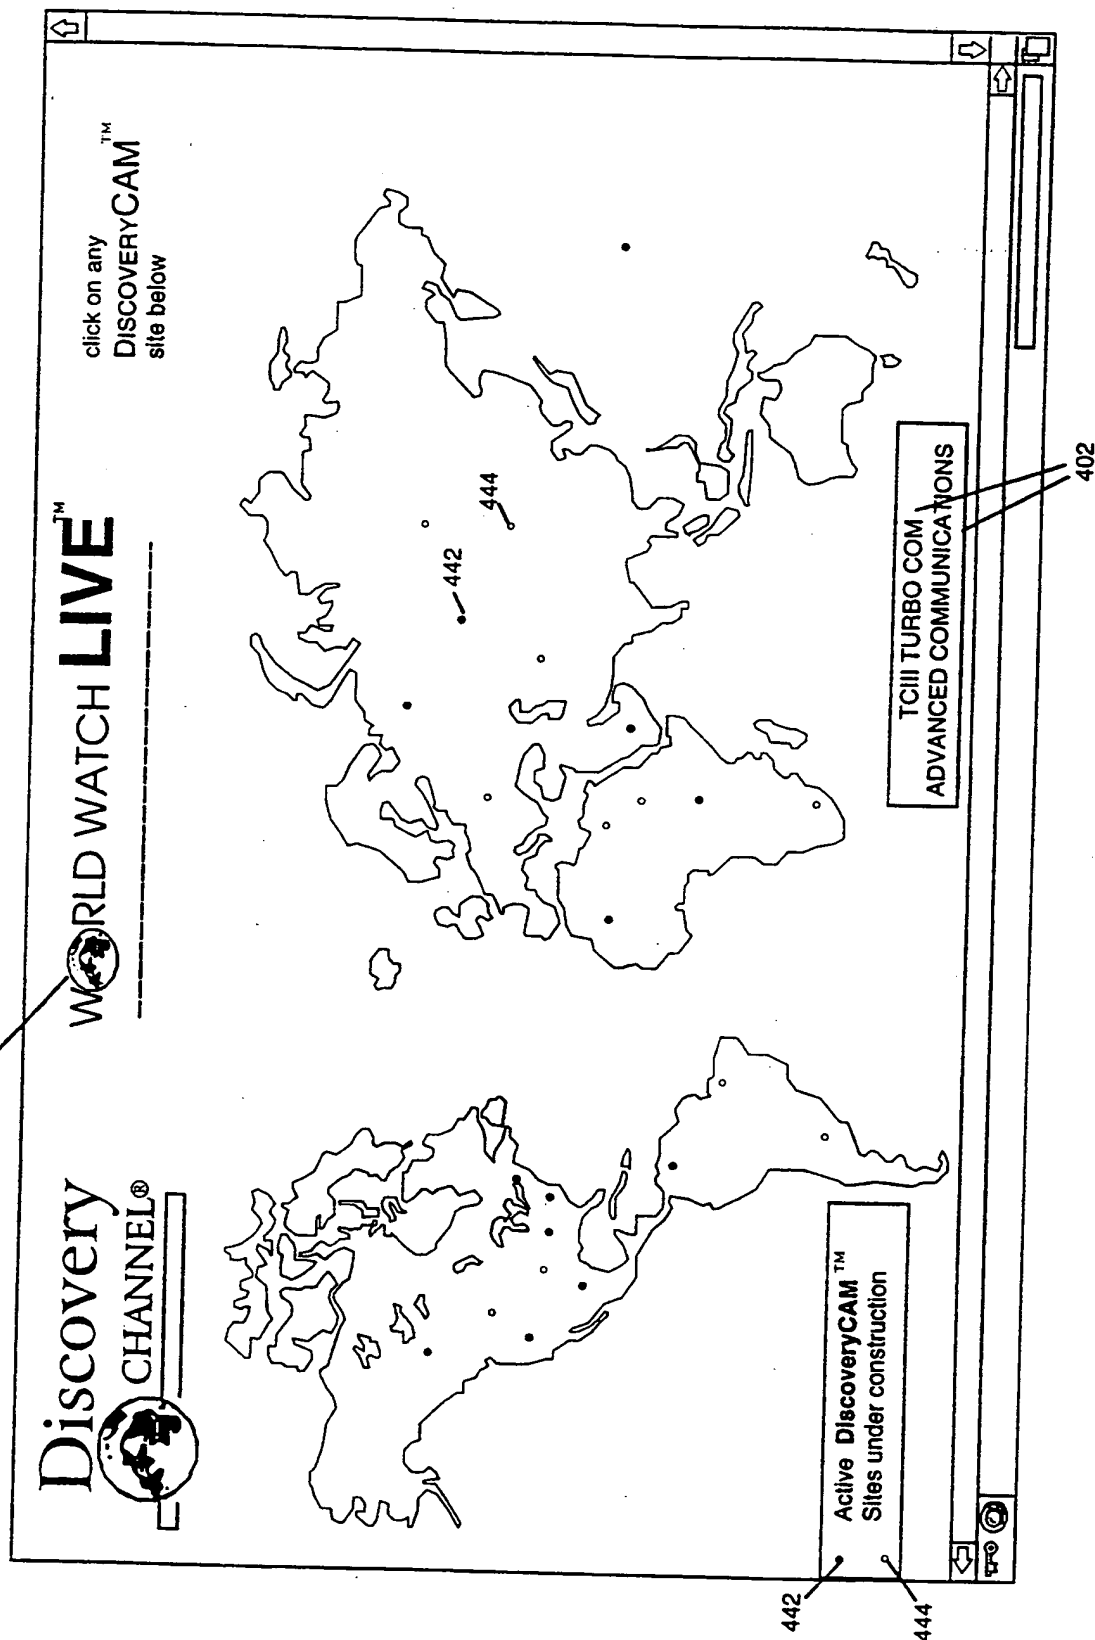 Discovery
CHANNEL®
WORLD WATCH LIVE™
click on any
DISCOVERYCAM™
site below
442
444
442
Active DiscoveryCAM™
444
Sites under construction
TCIII TURBO COM
ADVANCED COMMUNICATIONS
402